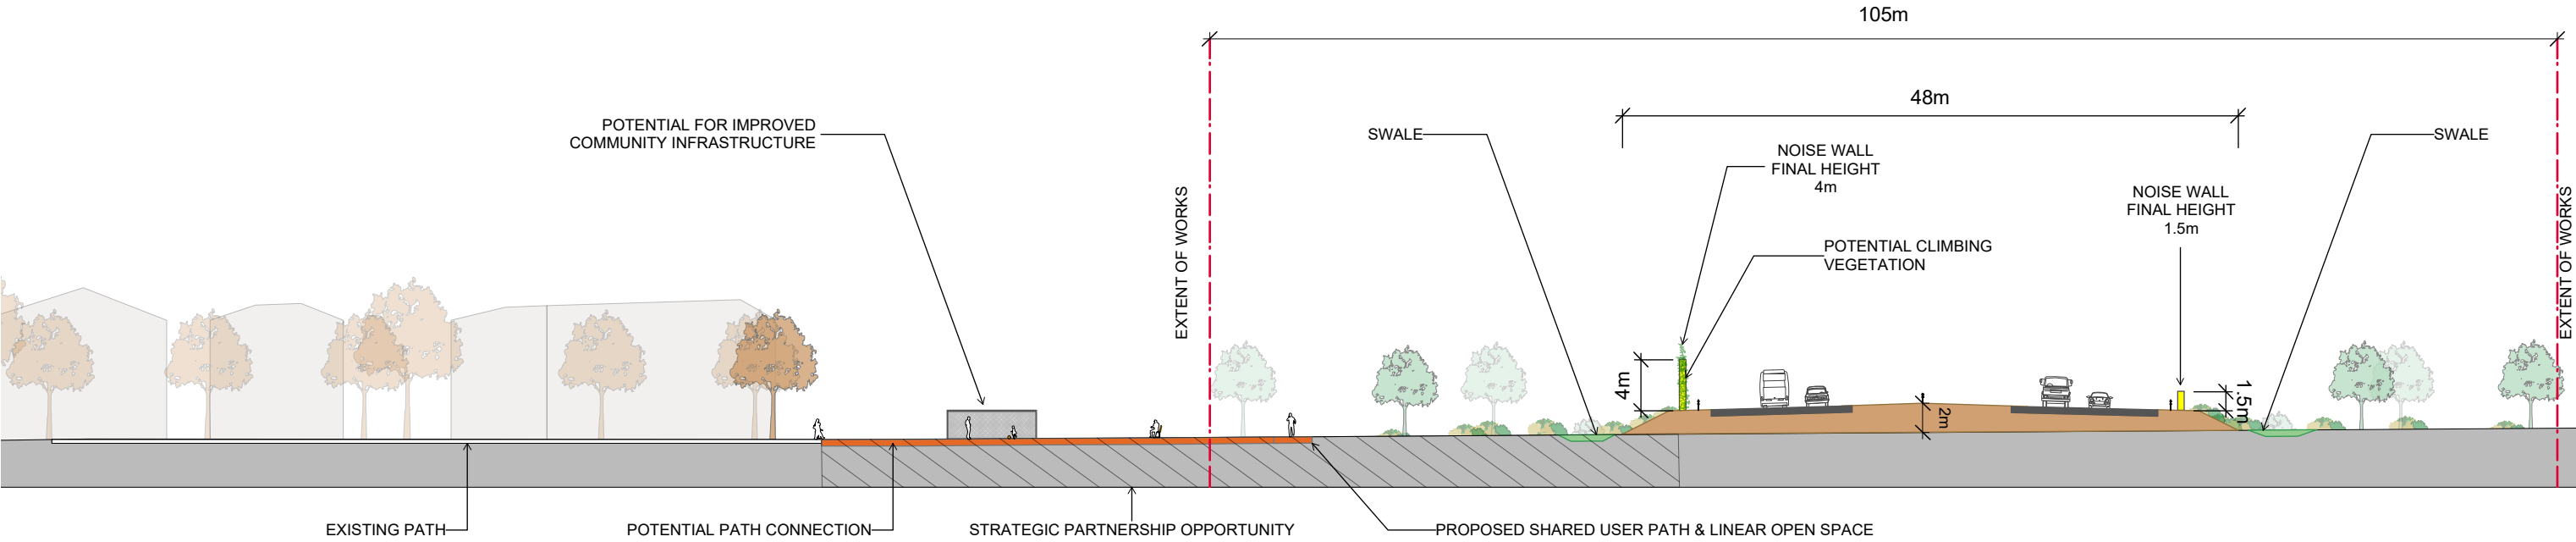 105m
48m
POTENTIAL FOR IMPROVED
COMMUNITY INFRASTRUCTURE
SWALE
NOISE WALL
FINAL HEIGHT
4m
SWALE
NOISE WALL
FINAL HEIGHT
1.5m
EXTENT OF WORKS
POTENTIAL CLIMBING
VEGETATION
EXTENT OF WORKS
4m
2m
1.5m
EXISTING PATH
POTENTIAL PATH CONNECTION
STRATEGIC PARTNERSHIP OPPORTUNITY
PROPOSED SHARED USER PATH & LINEAR OPEN SPACE